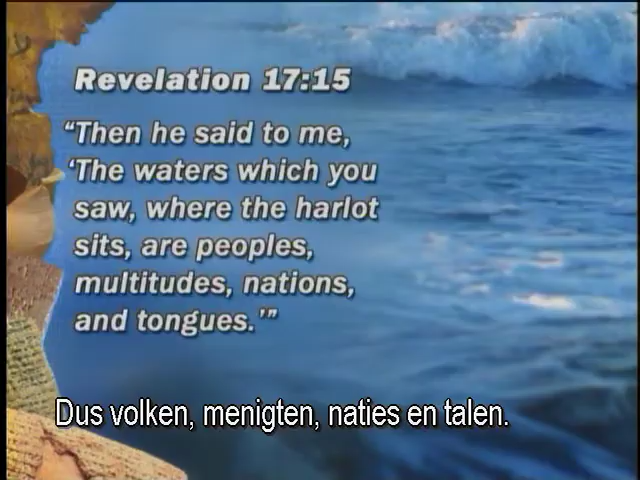 Revelation 17:15
“Then he said to me,
‘The waters which you
saw, where the harlot
sits, are peoples,
multitudes, nations,
and tongues.’”
Dus volken, menigten, naties en talen.